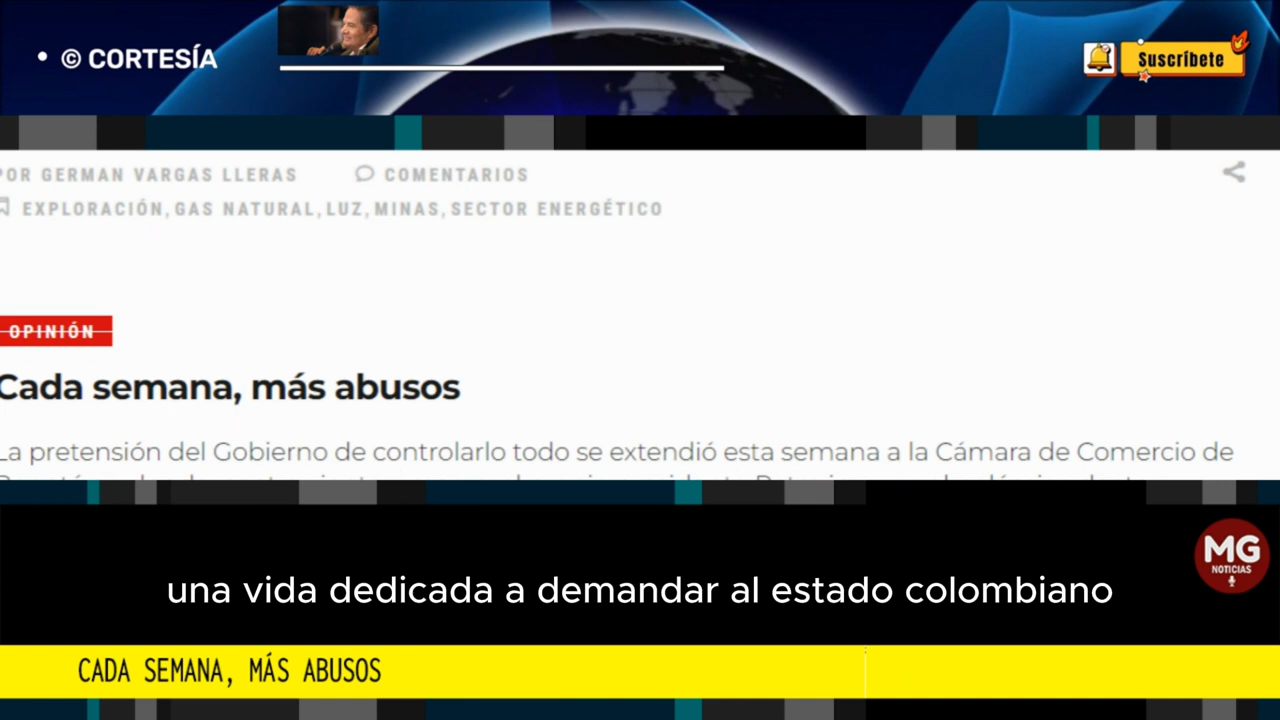 • © CORTESÍA
Suscríbete
POR GERMAN VARGAS LLERAS
COMENTARIOS
EXPLORACIÓN, GAS NATURAL, LUZ, MINAS, SECTOR ENERGÉTICO
OPINIÓN
Cada semana, más abusos
La pretensión del Gobierno de controlarlo todo se extendió esta semana a la Cámara de Comercio de
MG
NOTICIAS
una vida dedicada a demandar al estado colombiano
CADA SEMANA, MÁS ABUSOS